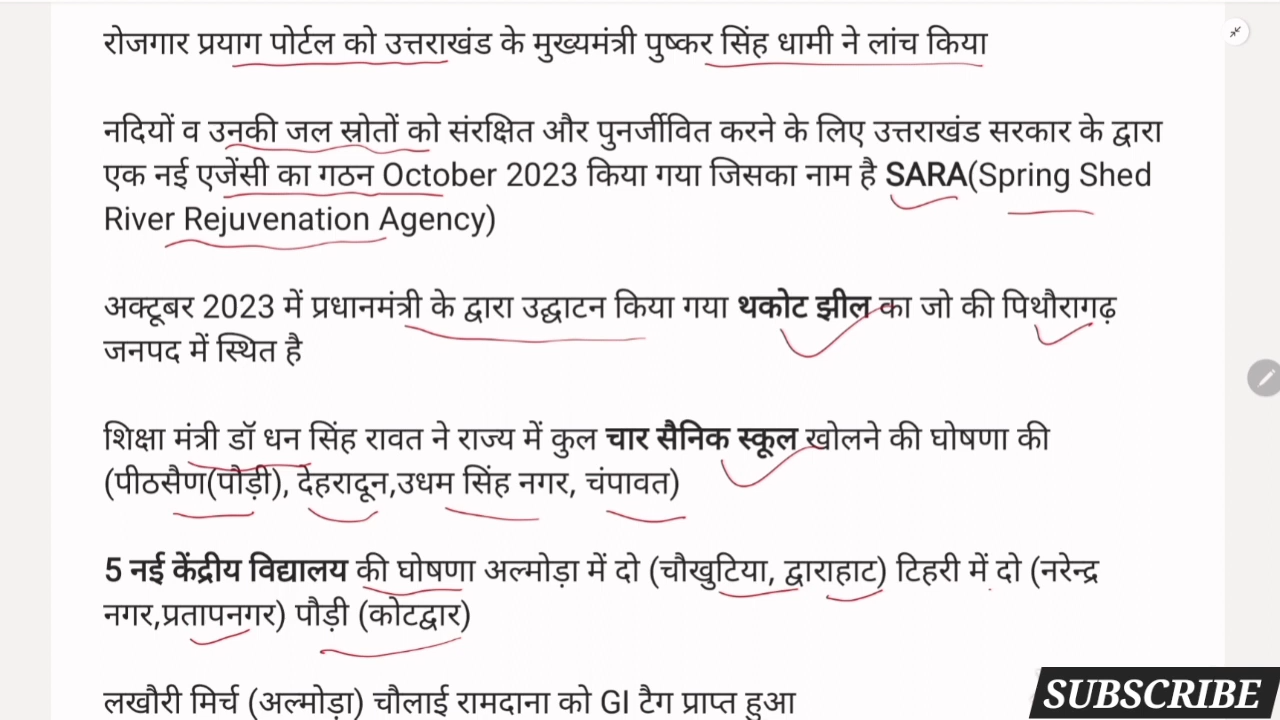 रोजगार प्रयाग पोर्टल को उत्तराखंड के मुख्यमंत्री पुष्कर सिंह धामी ने लांच किया
नदियों व उनकी जल स्रोतों को संरक्षित और पुनर्जीवित करने के लिए उत्तराखंड सरकार के द्वारा
एक नई एजेंसी का गठन October 2023 किया गया जिसका नाम है SARA(Spring Shed
River Rejuvenation Agency)
अक्टूबर 2023 में प्रधानमंत्री के द्वारा उद्घाटन किया गया थकोट झील का जो की पिथौरागढ़
जनपद में स्थित है
शिक्षा मंत्री डॉ धन सिंह रावत ने राज्य में कुल चार सैनिक स्कूल खोलने की घोषणा की
(पीठसैण(पौड़ी), देहरादून,उधम सिंह नगर, चंपावत)
5 नई केंद्रीय विद्यालय की घोषणा अल्मोड़ा में दो (चौखुटिया, द्वाराहाट) टिहरी में दो (नरेन्द्र
नगर,प्रतापनगर) पौड़ी (कोटद्वार)
लखौरी मिर्च (अल्मोड़ा) चौलाई रामदाना को GI टैग प्राप्त हुआ
SUBSCRIBE